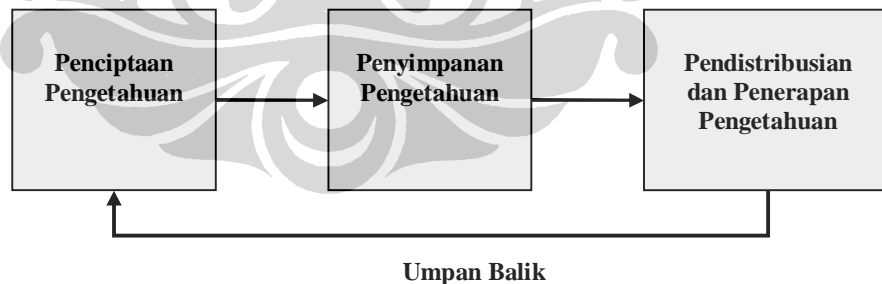 Penciptaan
Pengetahuan
Penyimpanan
Pengetahuan
Pendistribusian
dan Penerapan
Pengetahuan
Umpan Balik